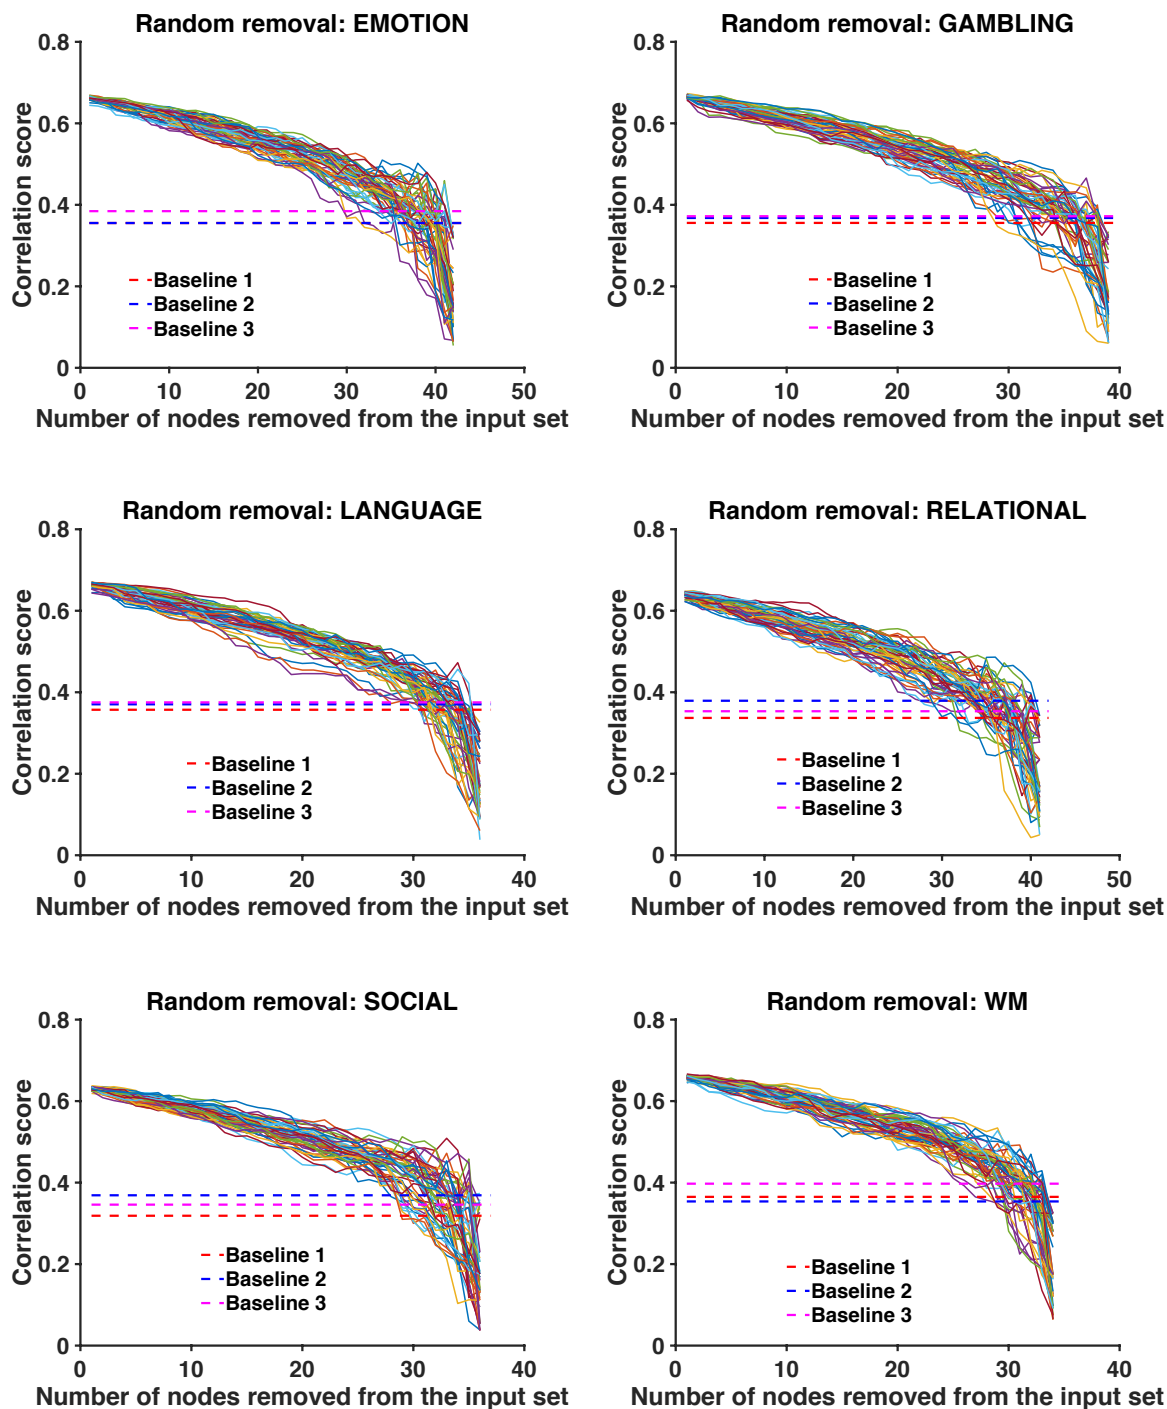 Random removal: EMOTION
0.8
0.6
0.4
0.2
0
Correlation score
Baseline 1
Baseline 2
Baseline 3
10 20 30 40 50
Number of nodes removed from the input set
Random removal: GAMBLING
0.8
0.6
0.4
0.2
0
Correlation score
Baseline 1
Baseline 2
Baseline 3
0 10 20 30 40
Number of nodes removed from the input set
Random removal: LANGUAGE
0.8
0.6
0.4
0.2
0
Correlation score
Baseline 1
Baseline 2
Baseline 3
0 10 20 30 40
Number of nodes removed from the input set
Random removal: RELATIONAL
0.8
0.6
0.4
0.2
0
Correlation score
Baseline 1
Baseline 2
Baseline 3
0 10 20 30 40 50
Number of nodes removed from the input set
Random removal: SOCIAL
0.8
0.6
0.4
0.2
0
Correlation score
Baseline 1
Baseline 2
Baseline 3
0 10 20 30 40
Number of nodes removed from the input set
Random removal: WM
0.8
0.6
0.4
0.2
0
Correlation score
Baseline 1
Baseline 2
Baseline 3
0 10 20 30 40
Number of nodes removed from the input set